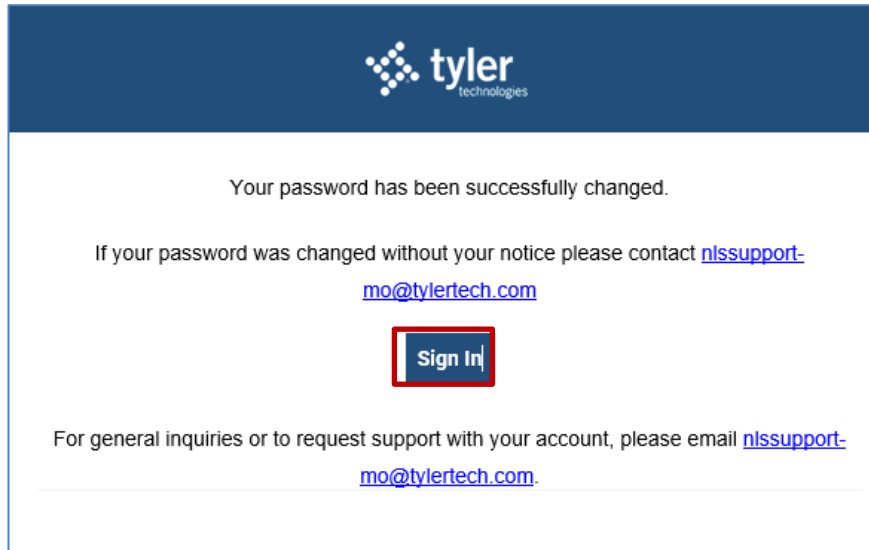 tyler
technologies
Your password has been successfully changed.
If your password was changed without your notice please contact nlssupport-
mo@tylertech.com
Sign In
For general inquiries or to request support with your account, please email nlssupport-
mo@tylertech.com.